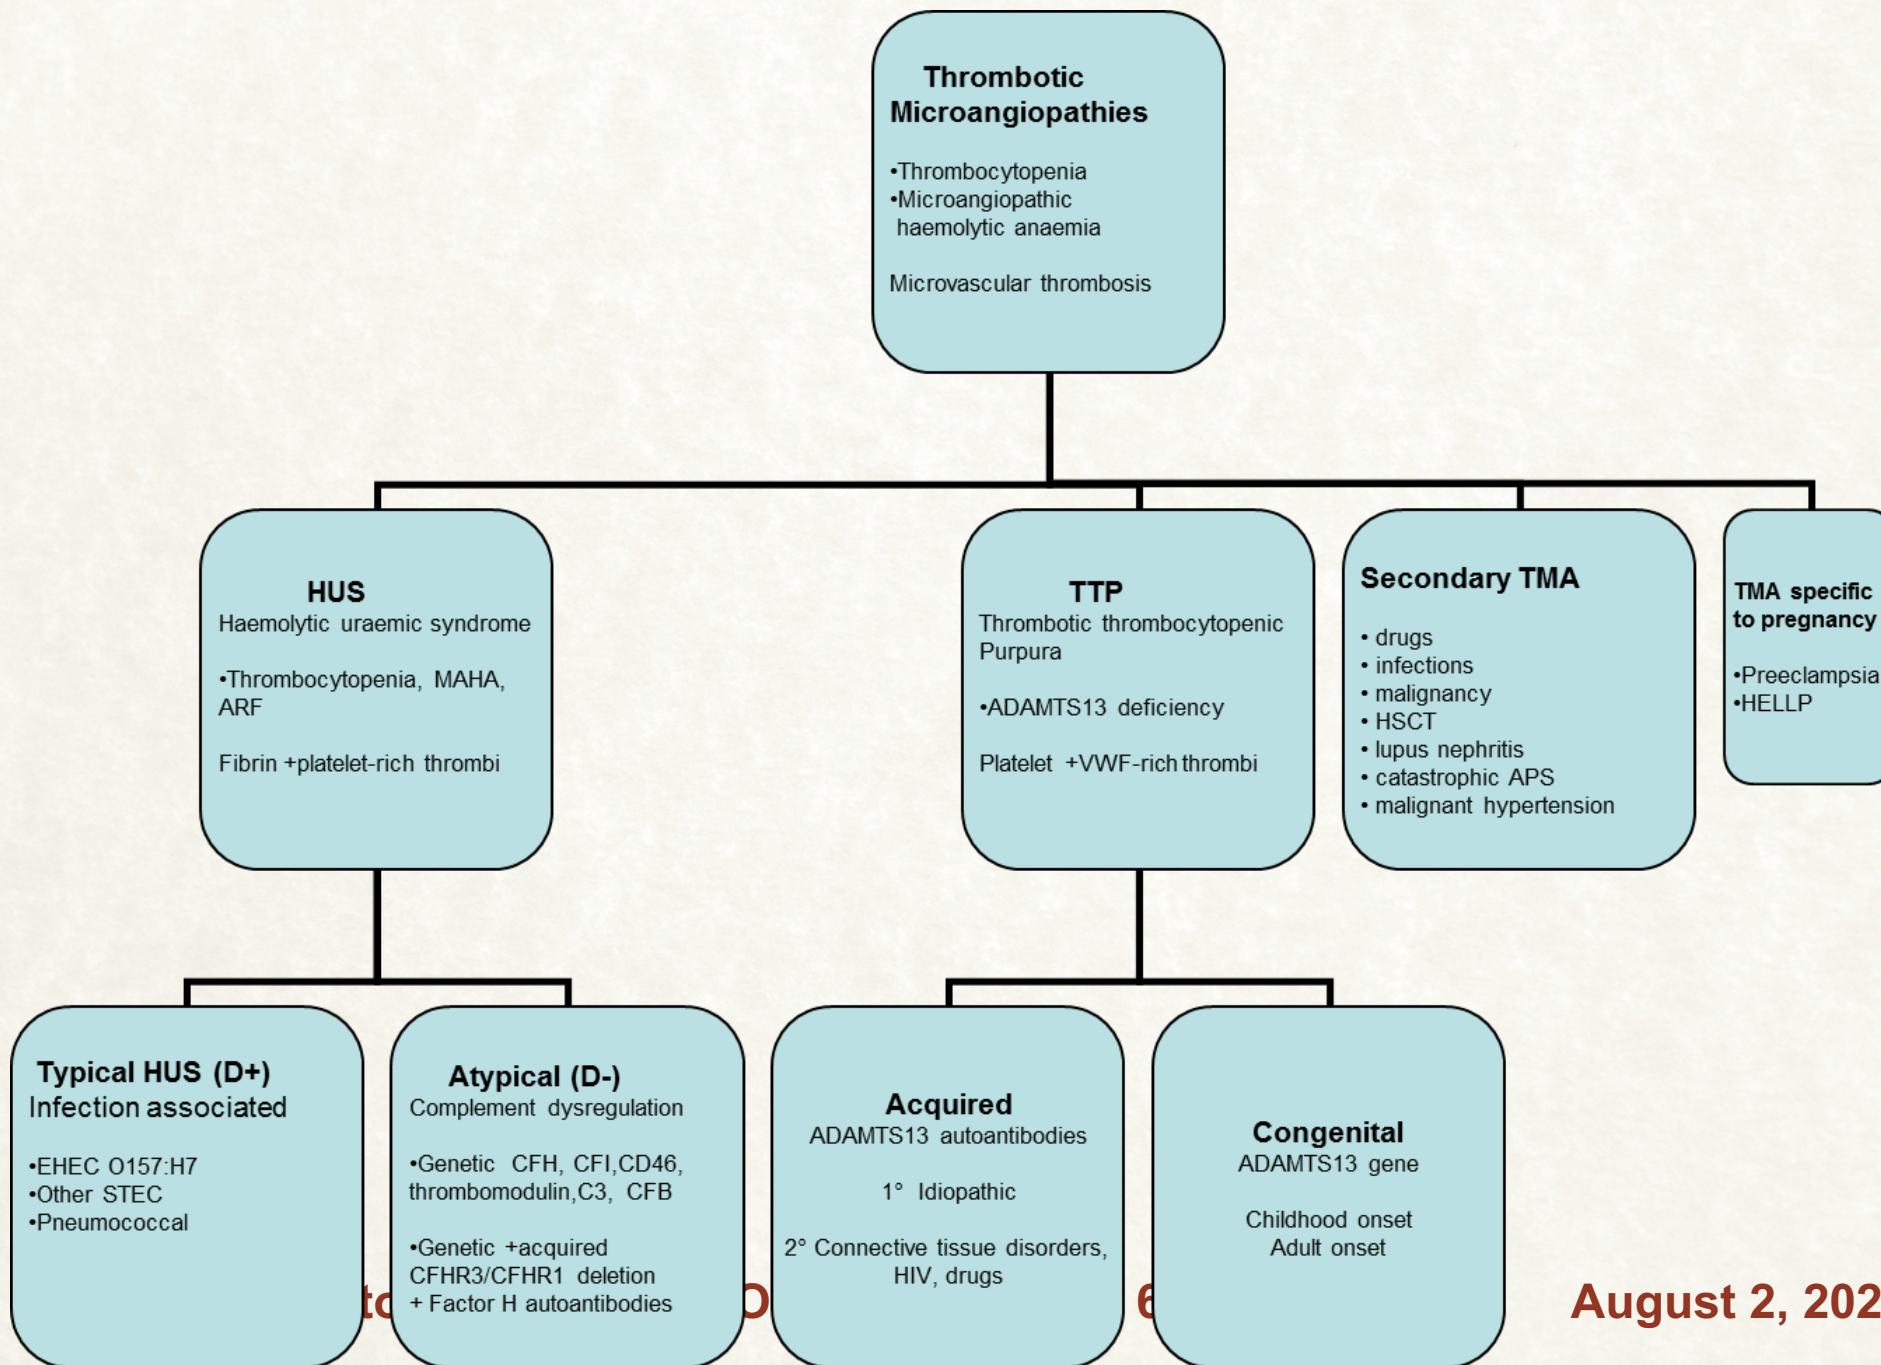 Thrombotic
Microangiopathies
•Thrombocytopenia
•Microangiopathic
haemolytic anaemia
Microvascular thrombosis
HUS
Haemolytic uraemic syndrome
•Thrombocytopenia, MAHA,
ARF
Fibrin +platelet-rich thrombi
TTP
Thrombotic thrombocytopenic
Purpura
•ADAMTS13 deficiency
Platelet +VWF-rich thrombi
Secondary TMA
• drugs
• infections
• malignancy
• HSCT
• lupus nephritis
• catastrophic APS
• malignant hypertension
TMA specific
to pregnancy
•Preeclampsia
•HELLP
Typical HUS (D+)
Infection associated
•EHEC O157:H7
•Other STEC
•Pneumococcal
Atypical (D-)
Complement dysregulation
•Genetic CFH, CFI,CD46,
thrombomodulin,C3, CFB
•Genetic +acquired
CFHR3/CFHR1 deletion
+ Factor H autoantibodies
Acquired
ADAMTS13 autoantibodies
1° Idiopathic
2° Connective tissue disorders,
HIV, drugs
Congenital
ADAMTS13 gene
Childhood onset
Adult onset
August 2, 202